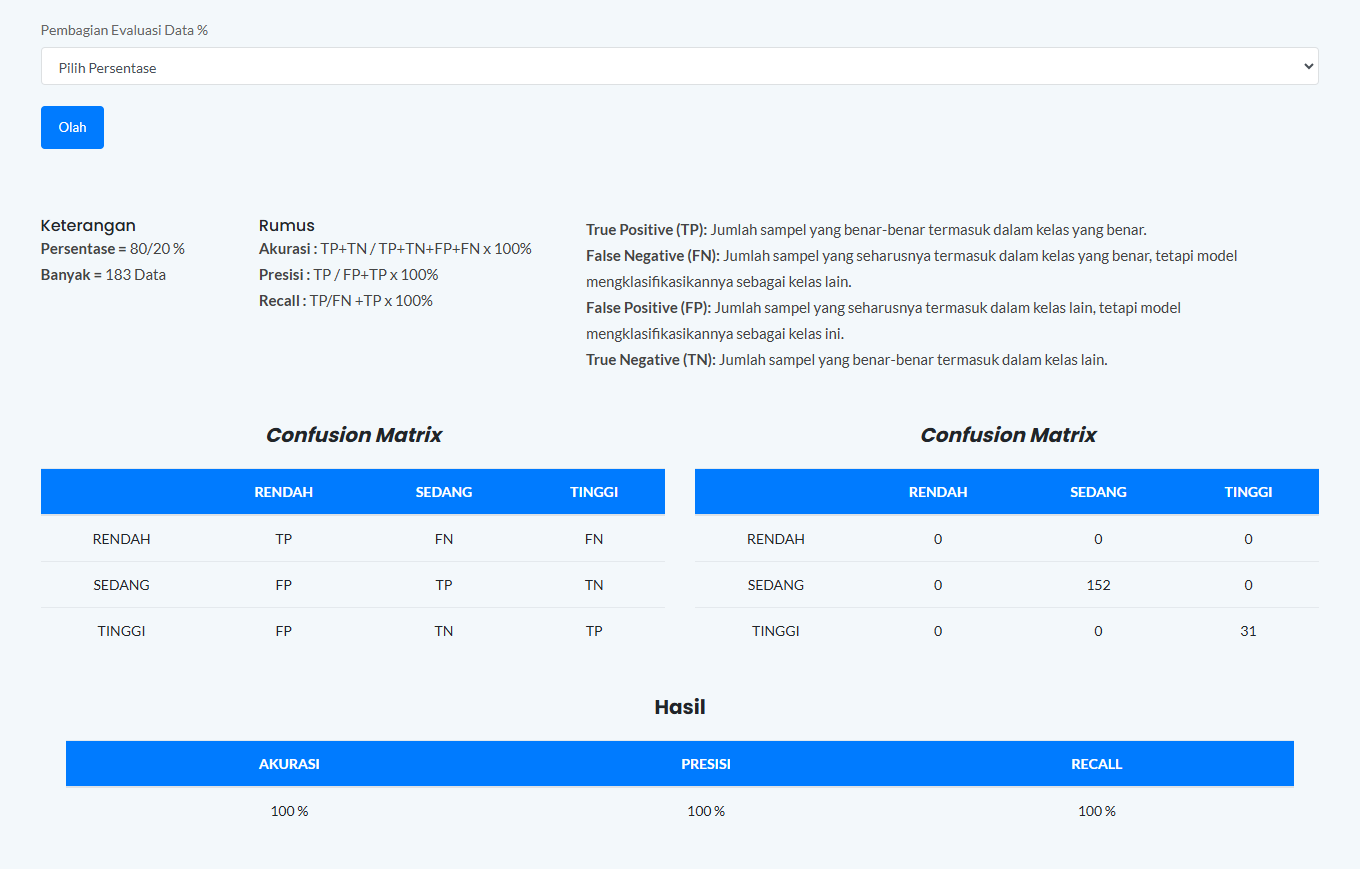 Pembagian Evaluasi Data %
Pilih Persentase
Olah
Keterangan
Persentase = 80/20 %
Banyak = 183 Data
Rumus
Akurasi : TP+TN / TP+TN+FP+FN x 100%
Presisi : TP / FP+TP x 100%
Recall : TP/FN +TP x 100%
True Positive (TP): Jumlah sampel yang benar-benar termasuk dalam kelas yang benar.
False Negative (FN): Jumlah sampel yang seharusnya termasuk dalam kelas yang benar, tetapi model
mengklasifikasikannya sebagai kelas lain.
False Positive (FP): Jumlah sampel yang seharusnya termasuk dalam kelas lain, tetapi model
mengklasifikasikannya sebagai kelas ini.
True Negative (TN): Jumlah sampel yang benar-benar termasuk dalam kelas lain.
Confusion Matrix
RENDAH SEDANG TINGGI
RENDAH TP FN FN
SEDANG FP TP TN
TINGGI FP TN TP
Confusion Matrix
RENDAH SEDANG TINGGI
RENDAH 0 0 0
SEDANG 0 152 0
TINGGI 0 0 31
Hasil
AKURASI PRESISI RECALL
100 % 100 % 100 %